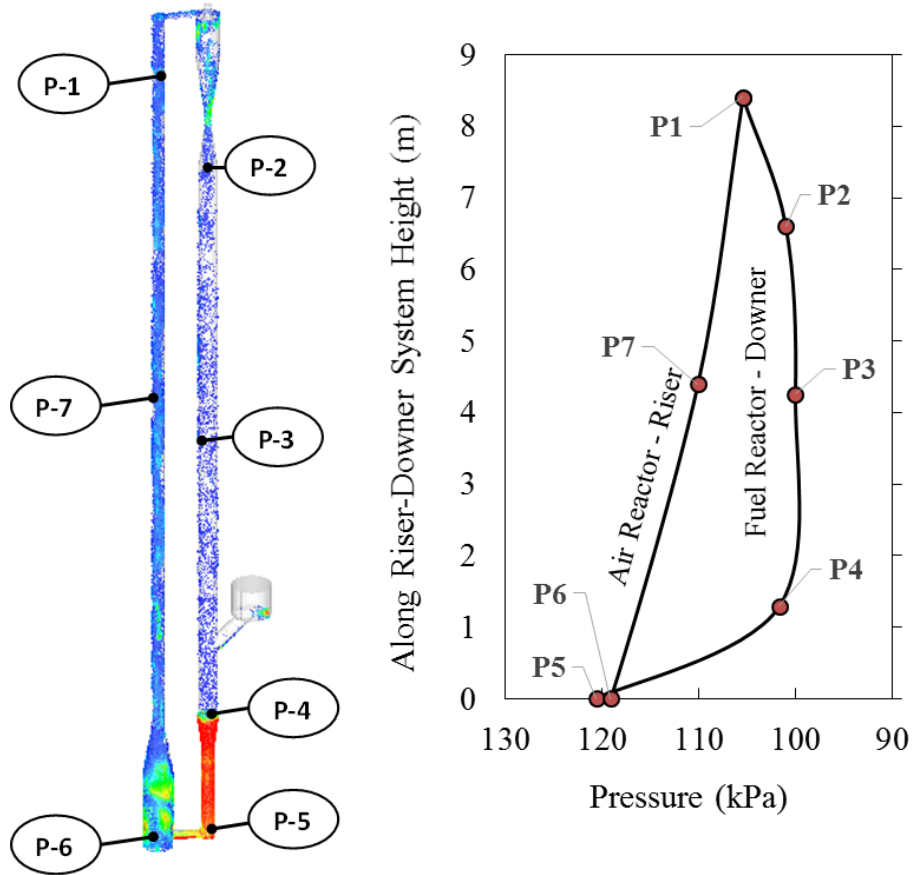 P-1
P-2
P-7
P-3
P-4
P-5
P-6
Along Riser-Downer System Height (m)
9
8
7
6
5
4
3
2
1
0
P1
P2
P7
P3
Air Reactor - Riser
Fuel Reactor - Downer
P6
P4
P5
130
120
110
100
90
Pressure (kPa)